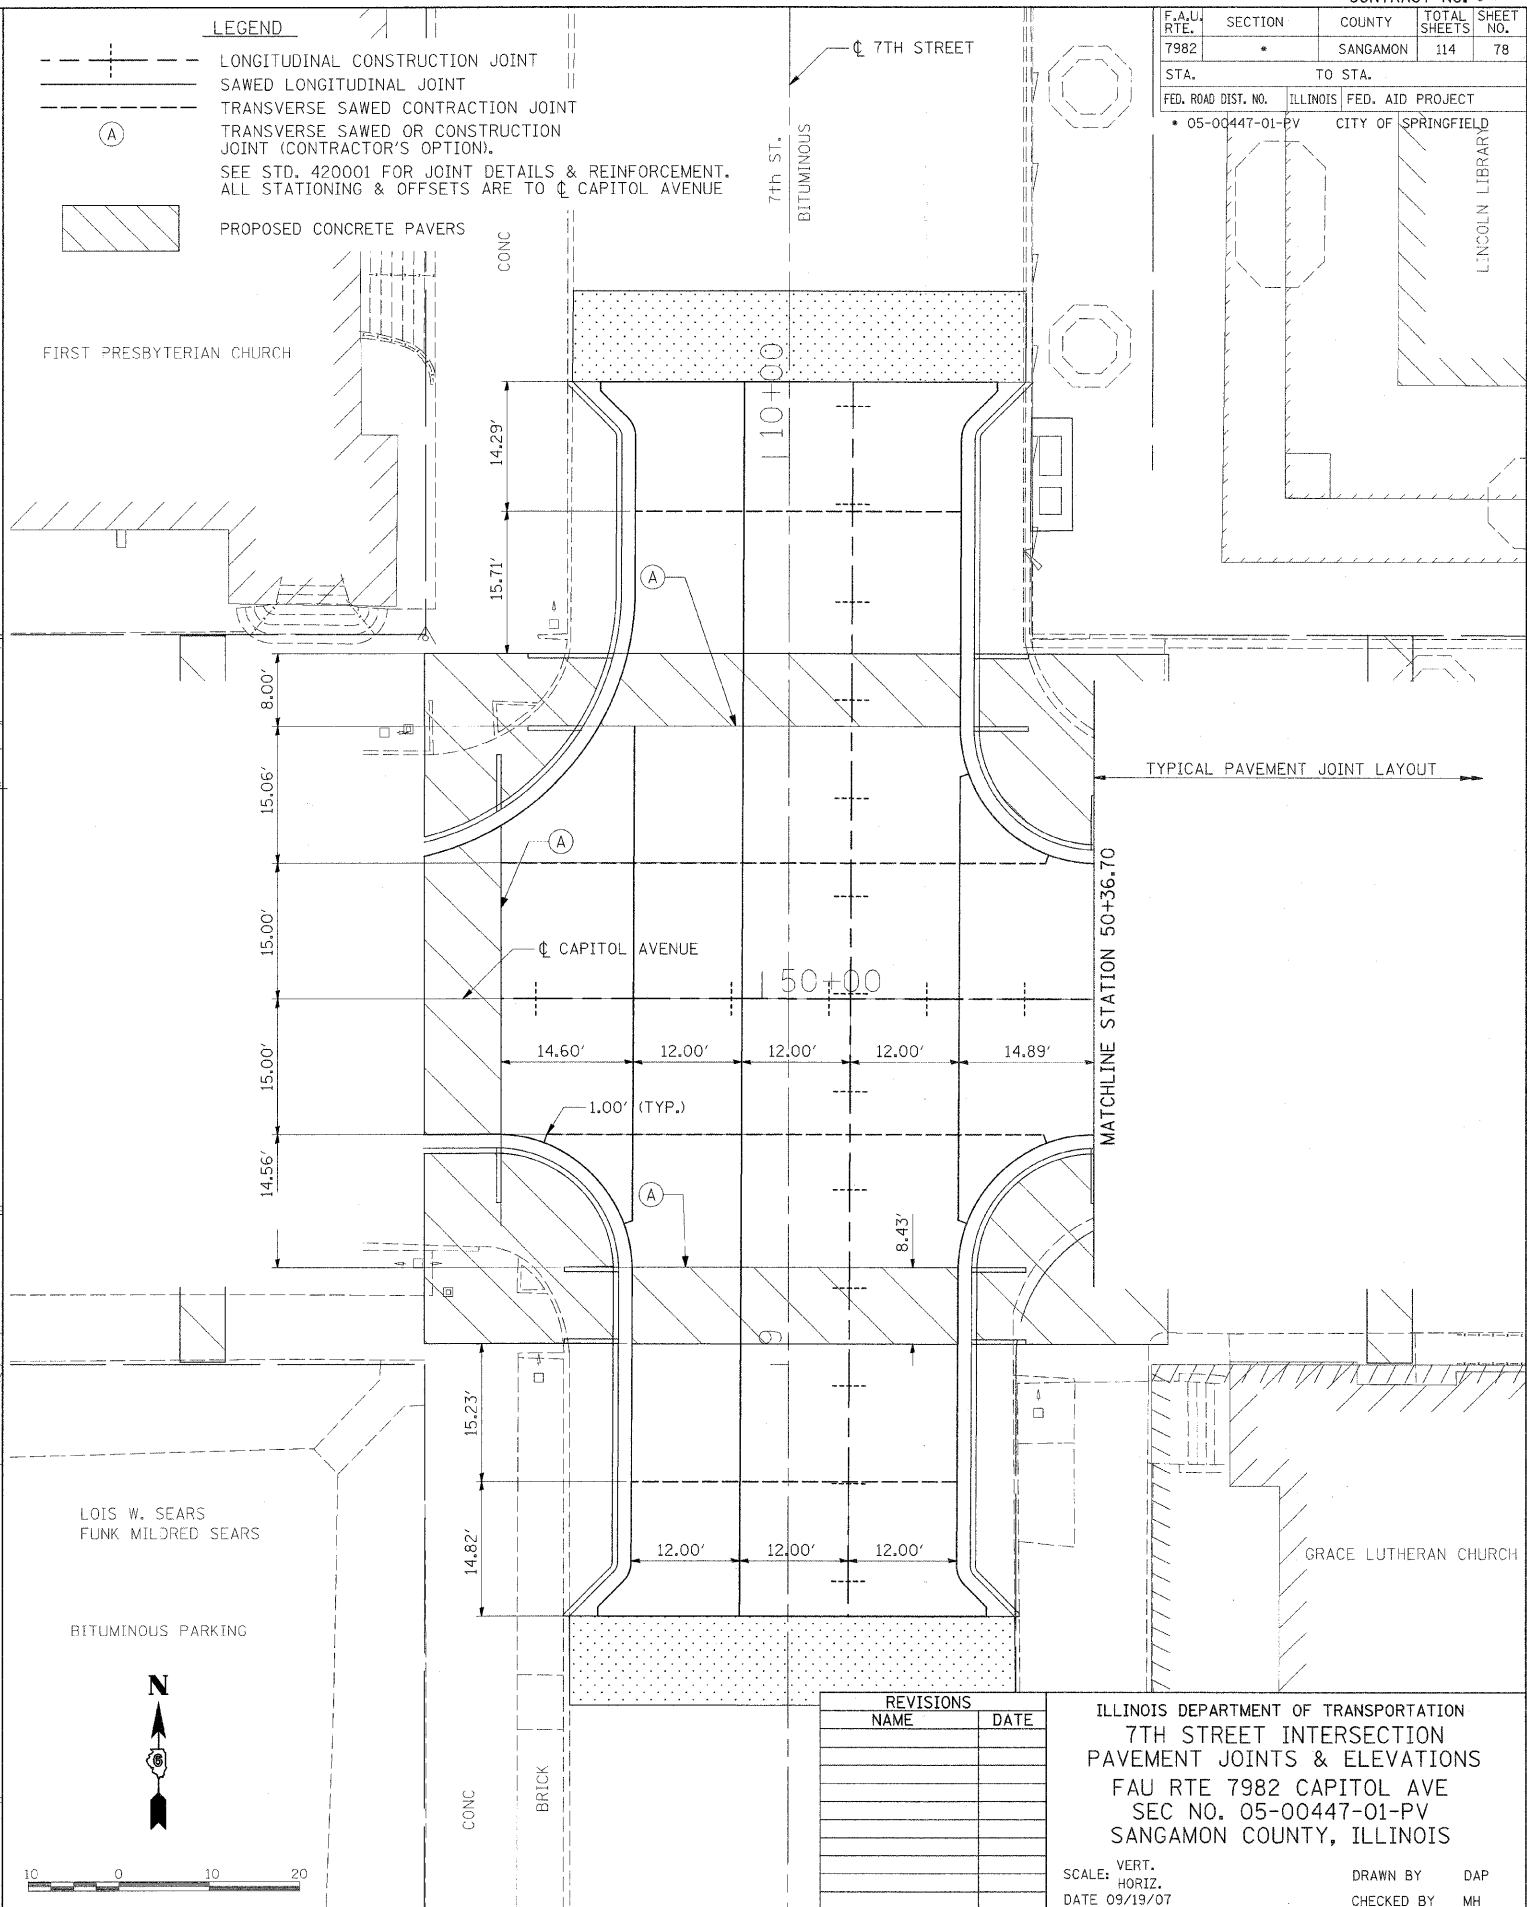 LEGEND
LONGITUDINAL CONSTRUCTION JOINT
SAWED LONGITUDINAL JOINT
TRANSVERSE SAWED CONTRACTION JOINT
A
TRANSVERSE SAWED OR CONSTRUCTION
JOINT (CONTRACTOR'S OPTION).
SEE STD. 420001 FOR JOINT DETAILS & REINFORCEMENT.
ALL STATIONING & OFFSETS ARE TO ℄ CAPITOL AVENUE
PROPOSED CONCRETE PAVERS
℄ 7TH STREET
7th ST.
BITUMINOUS
CONC
F.A.U. RTE. SECTION COUNTY TOTAL SHEETS SHEET NO.
7982 * SANGAMON 114 78
STA. TO STA.
FED. ROAD DIST. NO. ILLINOIS FED. AID PROJECT
* 05-00447-01-PV CITY OF SPRINGFIELD
LINCOLN LIBRARY
FIRST PRESBYTERIAN CHURCH
10+00
14.29'
15.71'
A
8.00'
15.06'
TYPICAL PAVEMENT JOINT LAYOUT
A
15.00'
℄ CAPITOL AVENUE
50+00
MATCHLINE STATION 50+36.70
15.00'
14.60' 12.00' 12.00' 12.00' 14.89'
1.00' (TYP.)
14.56'
A
8.43'
9
15.23'
14.82'
12.00' 12.00' 12.00'
LOIS W. SEARS
FUNK MILDRED SEARS
GRACE LUTHERAN CHURCH
BITUMINOUS PARKING
N
6
CONC
BRICK
10 0 10 20
REVISIONS
NAME DATE
ILLINOIS DEPARTMENT OF TRANSPORTATION
7TH STREET INTERSECTION
PAVEMENT JOINTS & ELEVATIONS
FAU RTE 7982 CAPITOL AVE
SEC NO. 05-00447-01-PV
SANGAMON COUNTY, ILLINOIS
SCALE: VERT.
HORIZ.
DATE 09/19/07
DRAWN BY DAP
CHECKED BY MH